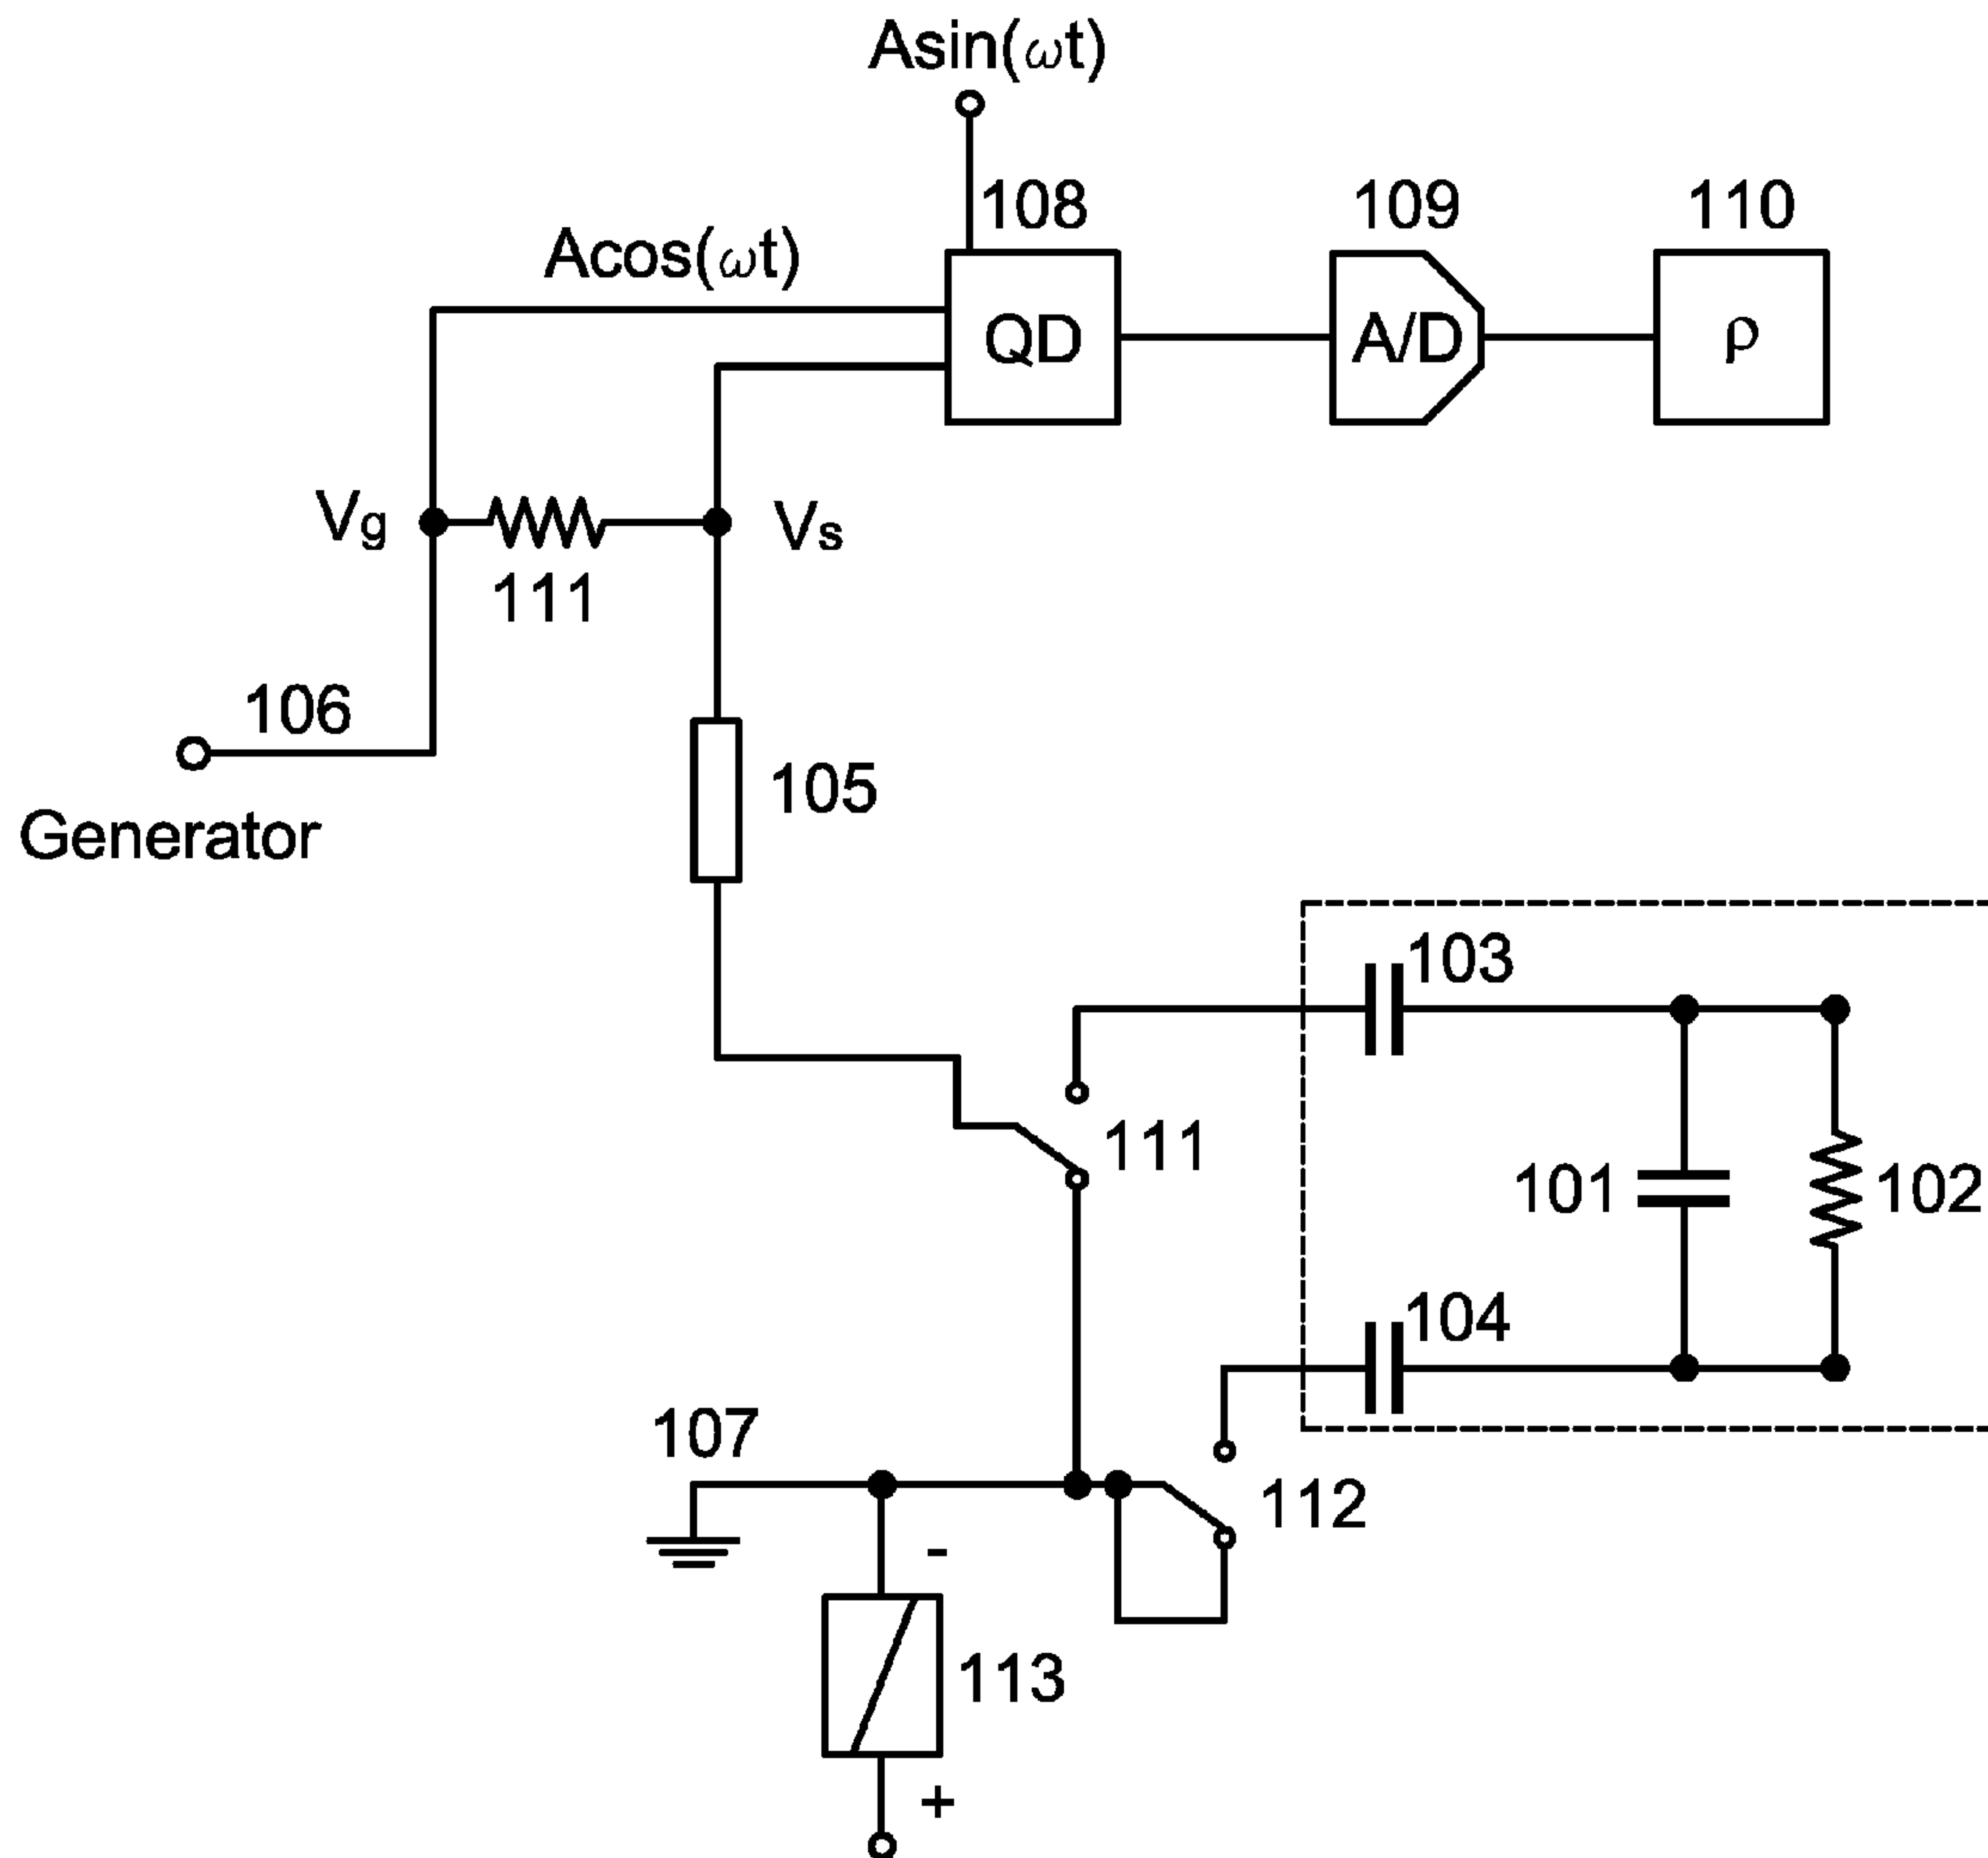 Asin(ωt)
108
109
110
Acos(ωt)
QD
A/D
ρ
Vg
Vs
111
106
105
Generator
103
111
101
102
104
107
112
-
113
+